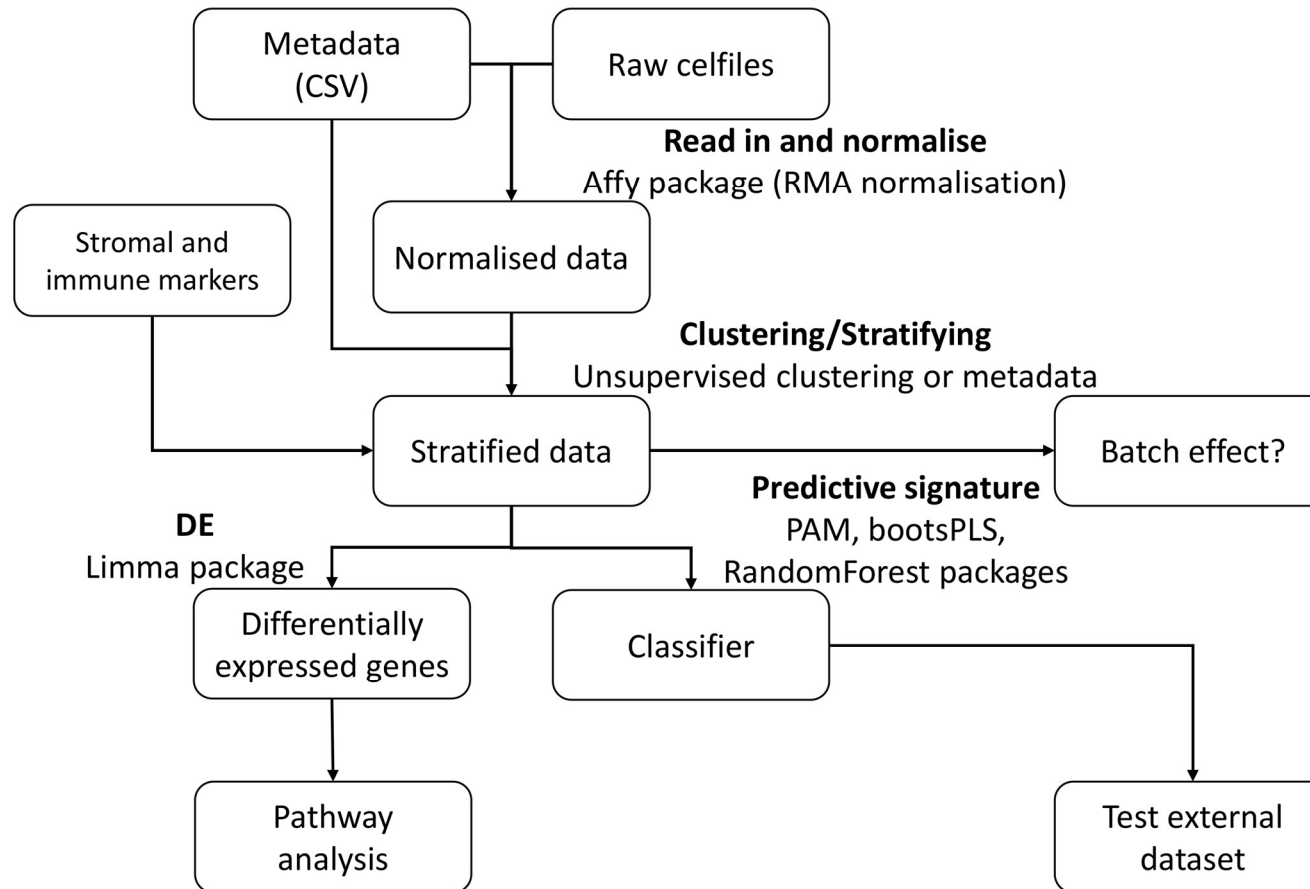 Metadata
(CSV)
Raw celfiles
Read in and normalise
Affy package (RMA normalisation)
Stromal and
immune markers
Normalised data
Clustering/Stratifying
Unsupervised clustering or metadata
Stratified data
Batch effect?
Predictive signature
PAM, bootsPLS,
RandomForest packages
DE
Limma package
Differentially
expressed genes
Classifier
Pathway
analysis
Test external
dataset